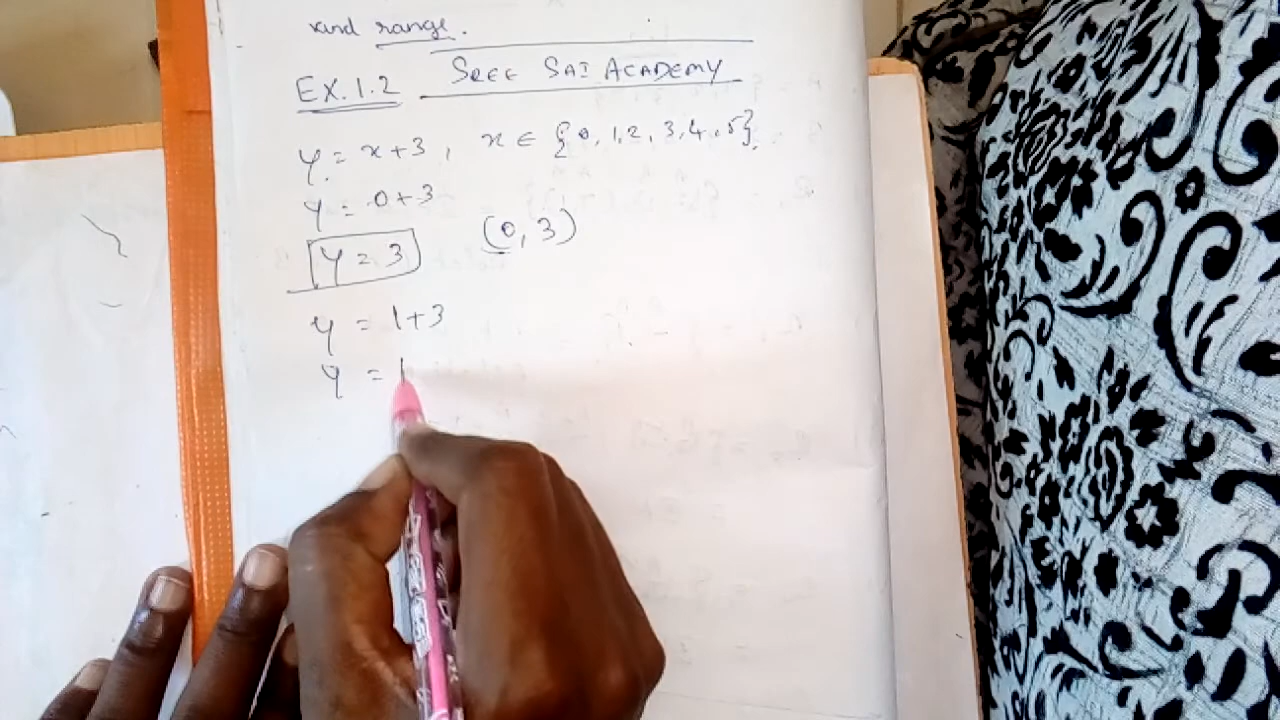 and range.
SREE SAI ACADEMY
EX.1.2
y = x+3, x ∈ {0, 1, 2, 3, 4, 5}.
y = 0+3
y = 3 (0, 3)
y = 1+3
y =